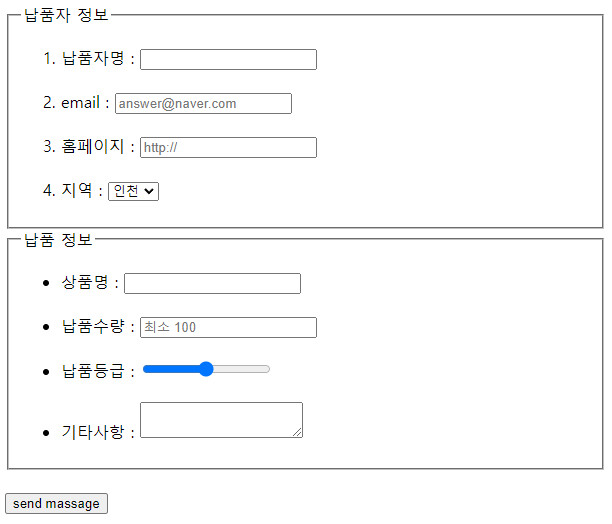 납품자 정보
1. 납품자명 :
2. email : answer@naver.com
3. 홈페이지 : http://
4. 지역 : 인천
납품 정보
• 상품명 :
• 납품수량 : 최소 100
• 납품등급 :
• 기타사항 :
send massage